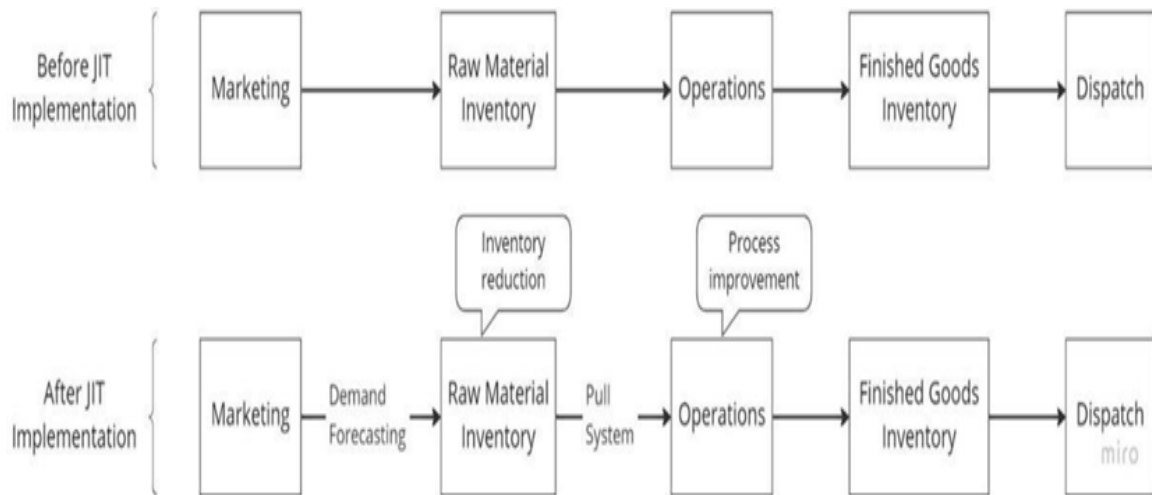 Before JIT
Implementation
Marketing
Raw Material
Inventory
Operations
Finished Goods
Inventory
Dispatch
Inventory
reduction
Process
improvement
After JIT
Implementation
Marketing
Demand
Forecasting
Raw Material
Inventory
Pull
System
Operations
Finished Goods
Inventory
Dispatch
miro